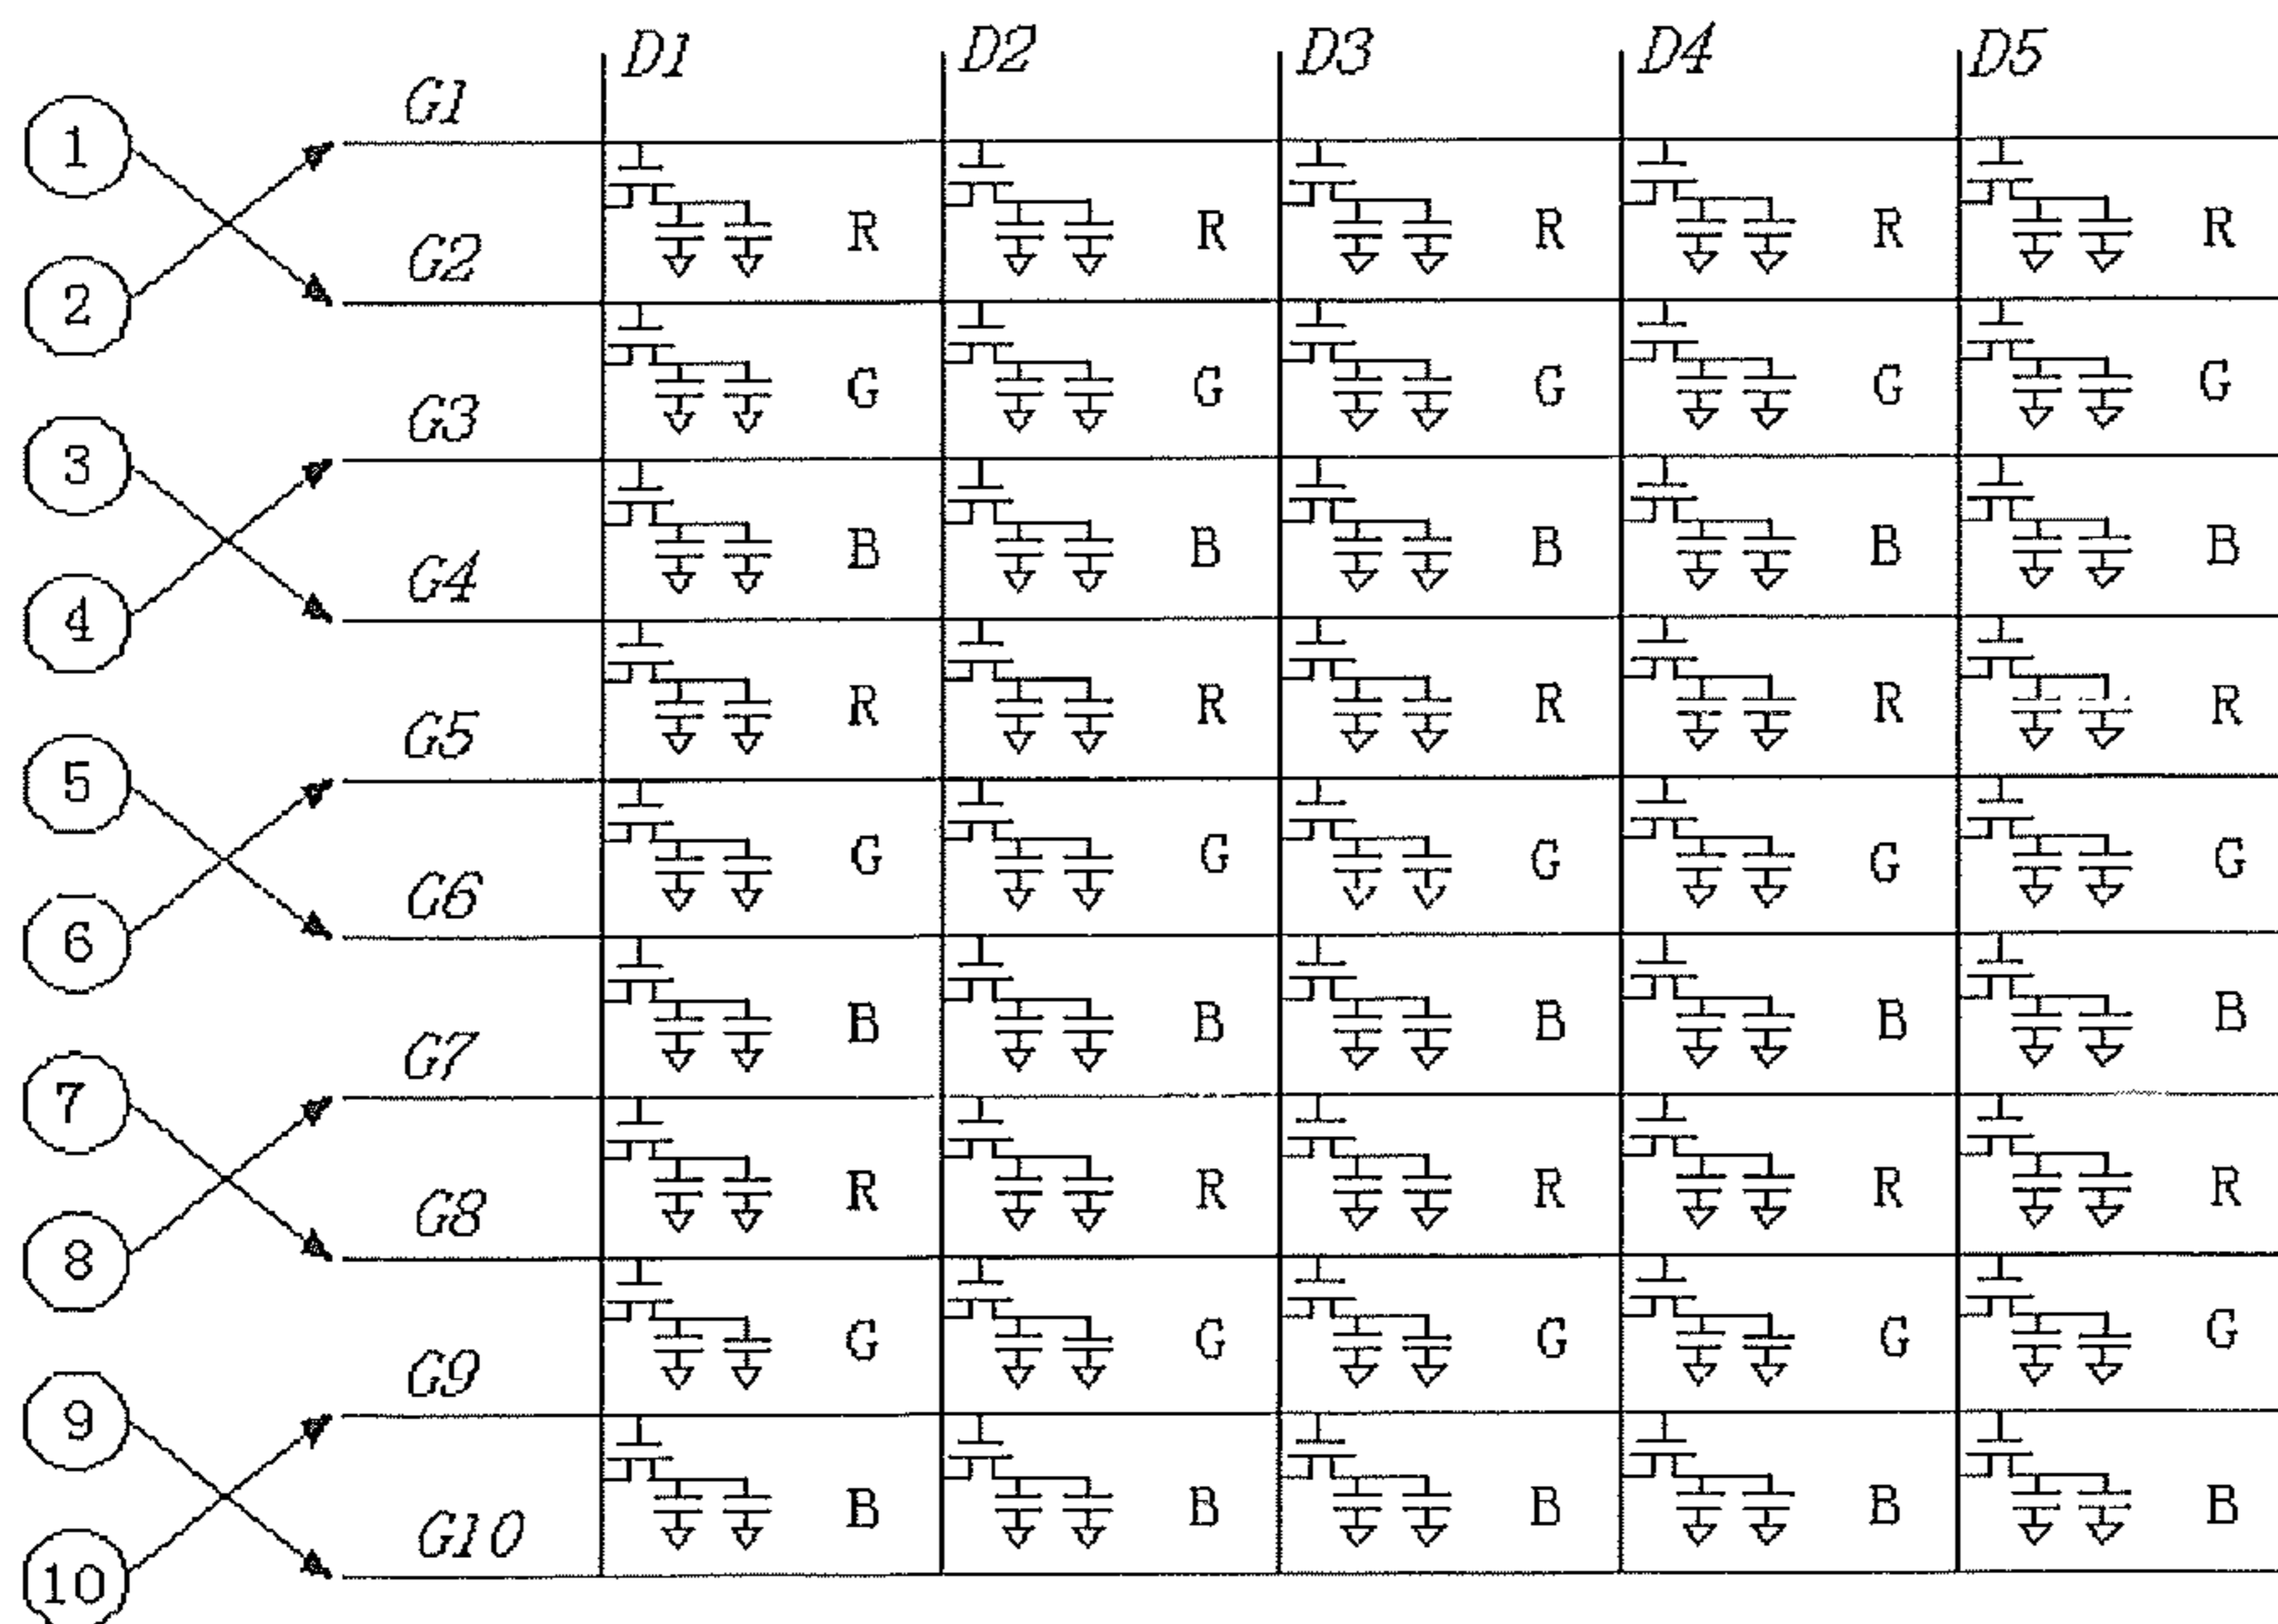 D1 D2 D3 D4 D5
1 G1
R R R R R
2 G2
G G G G G
3 G3
B B B B B
4 G4
R R R R R
5 G5
G G G G G
6 G6
B B B B B
7 G7
R R R R R
8 G8
G G G G G
9 G9
B B B B B
10 G10